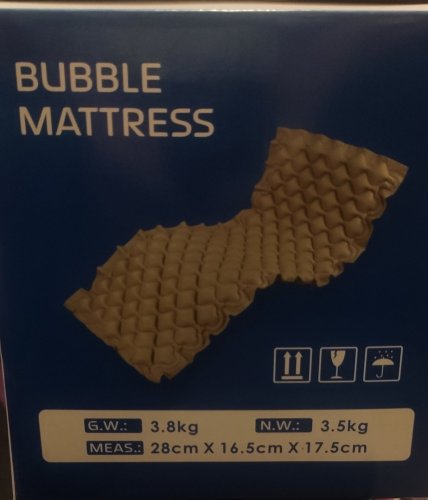 BUBBLE
MATTRESS
G.W.: 3.8kg N.W.: 3.5kg
MEAS.: 28cm X 16.5cm X 17.5cm